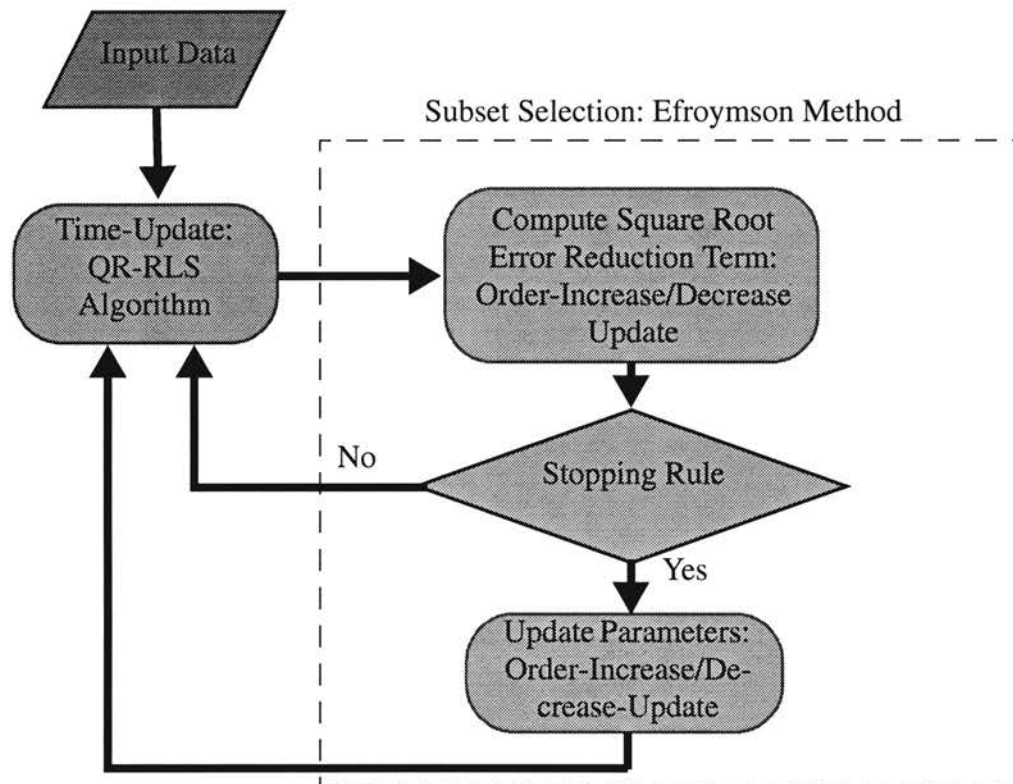 Input Data
Subset Selection: Efroymson Method
Time-Update:
QR-RLS
Algorithm
Compute Square Root
Error Reduction Term:
Order-Increase/Decrease
Update
No
Stopping Rule
Yes
Update Parameters:
Order-Increase/De-
crease-Update